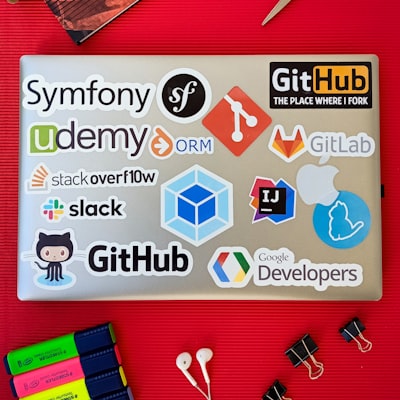 Symfony
sf
GitHub
THE PLACE WHERE I FORK
udemy
ORM
GitLab
stackoverf10w
IJ
slack
GitHub
Google
Developers